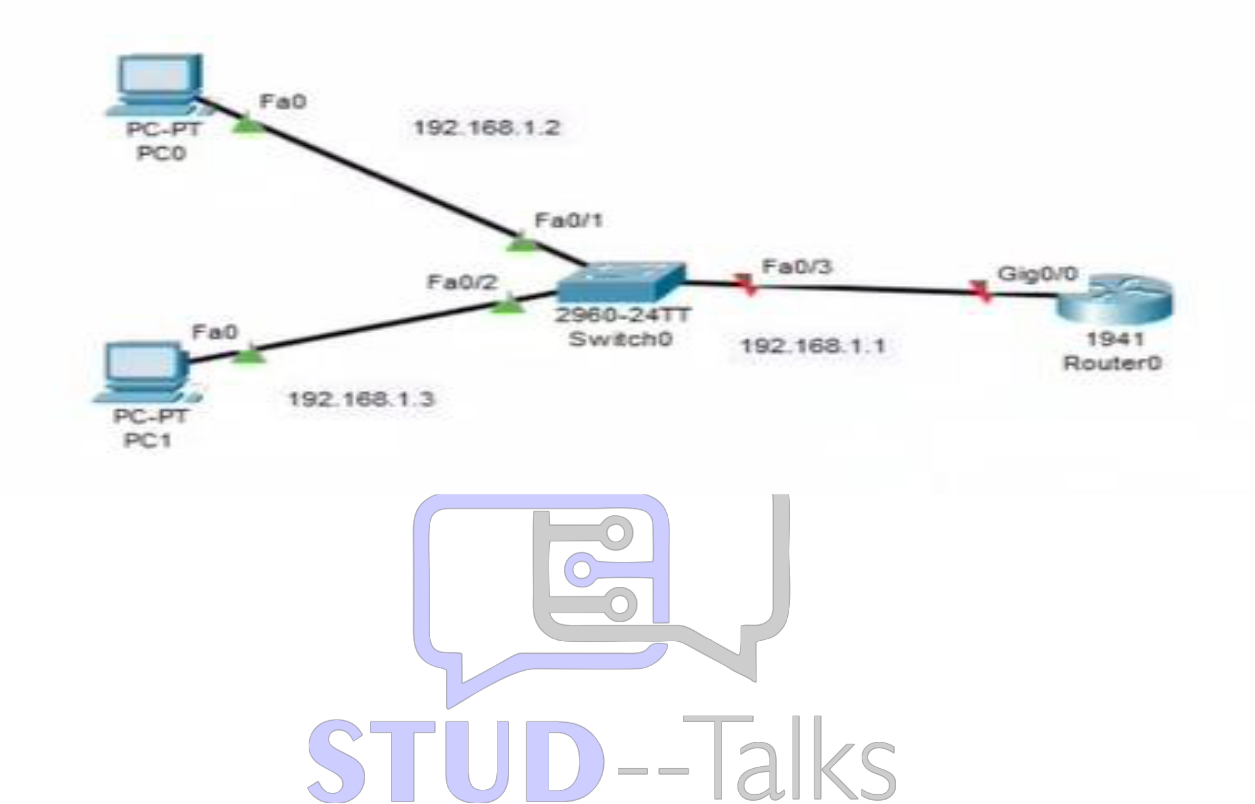 Fa0
PC-PT
PC0
192.168.1.2
Fa0/1
Fa0/2
Fa0/3
Gig0/0
2960-24TT
Switch0
192.168.1.1
1941
Router0
Fa0
192.168.1.3
PC-PT
PC1
STUD--Talks